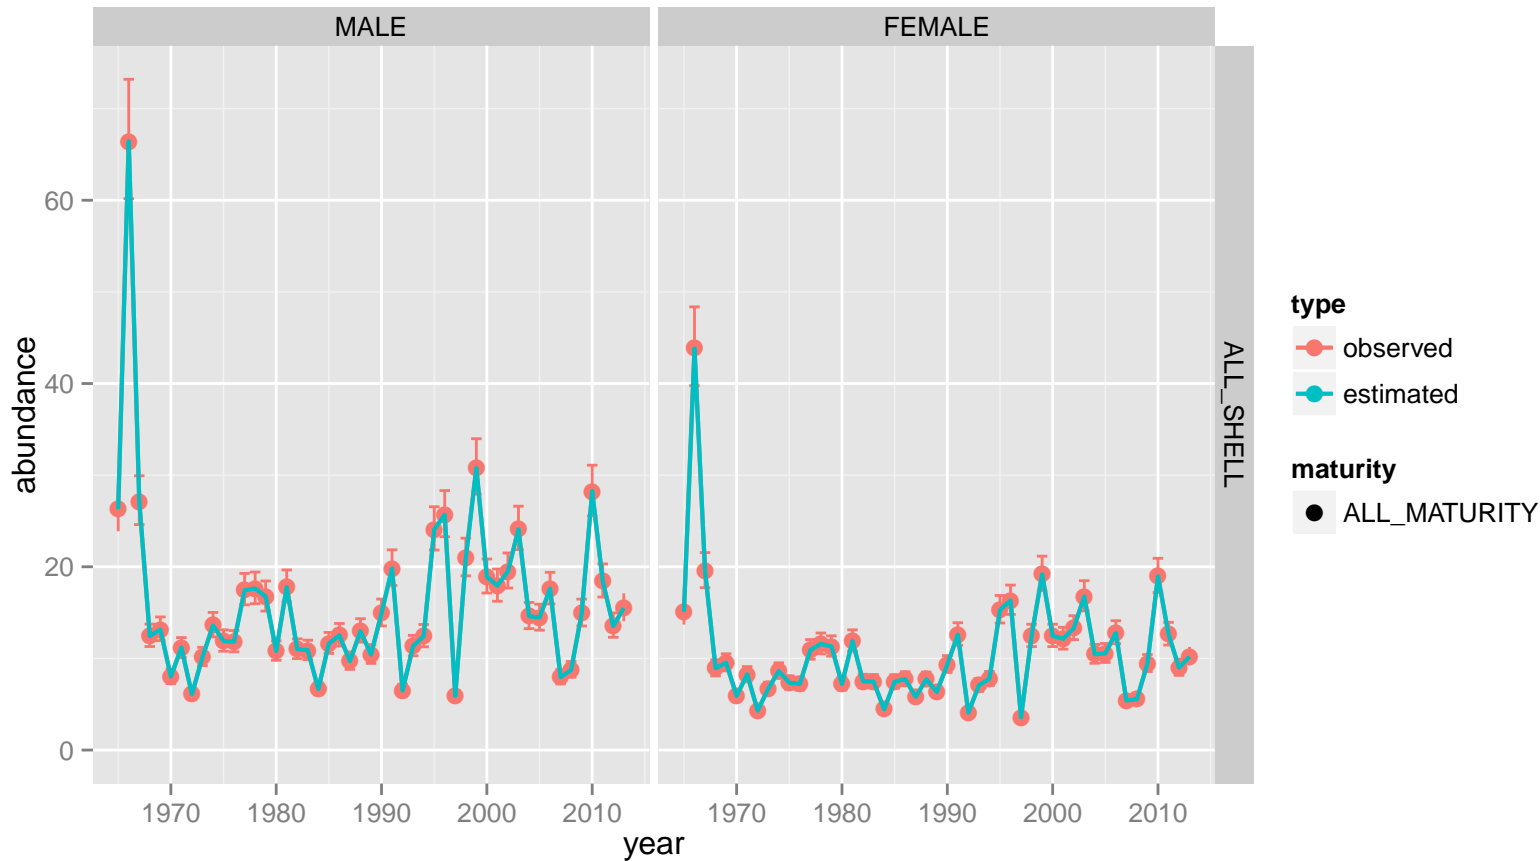 MALE
FEMALE
abundance
60
40
20
0
ALL_SHELL
1970
1980
1990
2000
2010
1970
1980
1990
2000
2010
year
type
observed
estimated
maturity
ALL_MATURITY